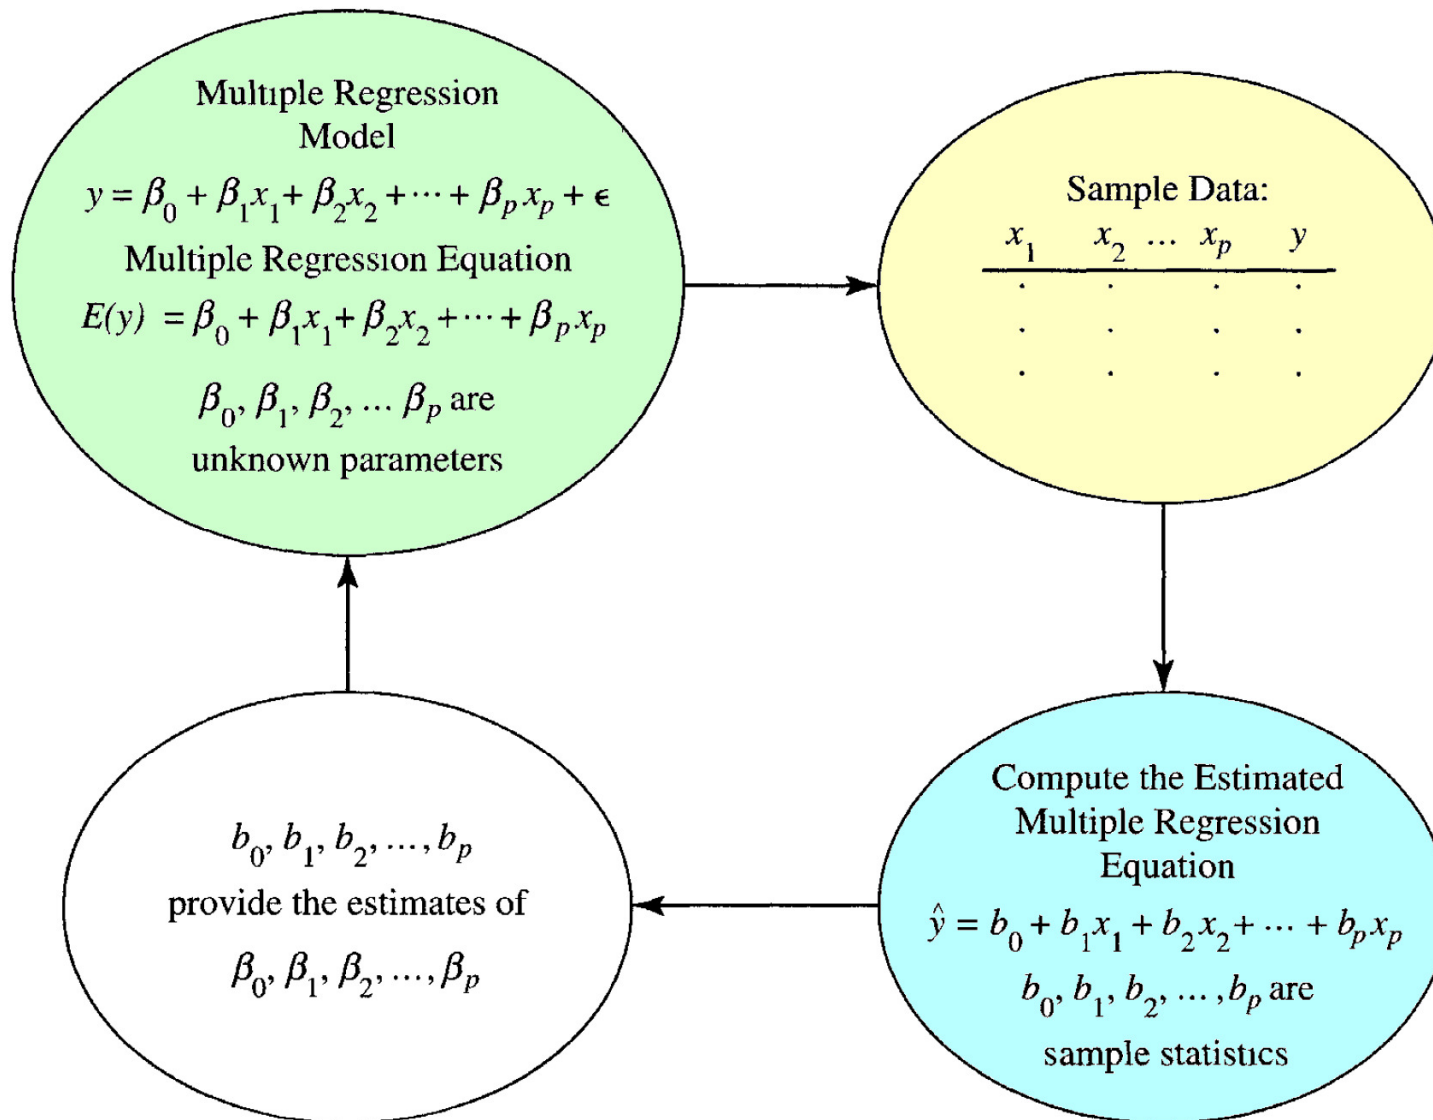 Multiple Regression
Model
y = β₀ + β₁x₁ + β₂x₂ + ⋯ + βₚxₚ + ϵ
Multiple Regression Equation
E(y) = β₀ + β₁x₁ + β₂x₂ + ⋯ + βₚxₚ
β₀, β₁, β₂, … βₚ are
unknown parameters
Sample Data:
x₁ x₂ … xₚ y
. . . .
. . . .
. . . .
Compute the Estimated
Multiple Regression
Equation
ŷ = b₀ + b₁x₁ + b₂x₂ + ⋯ + bₚxₚ
b₀, b₁, b₂, … , bₚ are
sample statistics
b₀, b₁, b₂, …, bₚ
provide the estimates of
β₀, β₁, β₂, …, βₚ